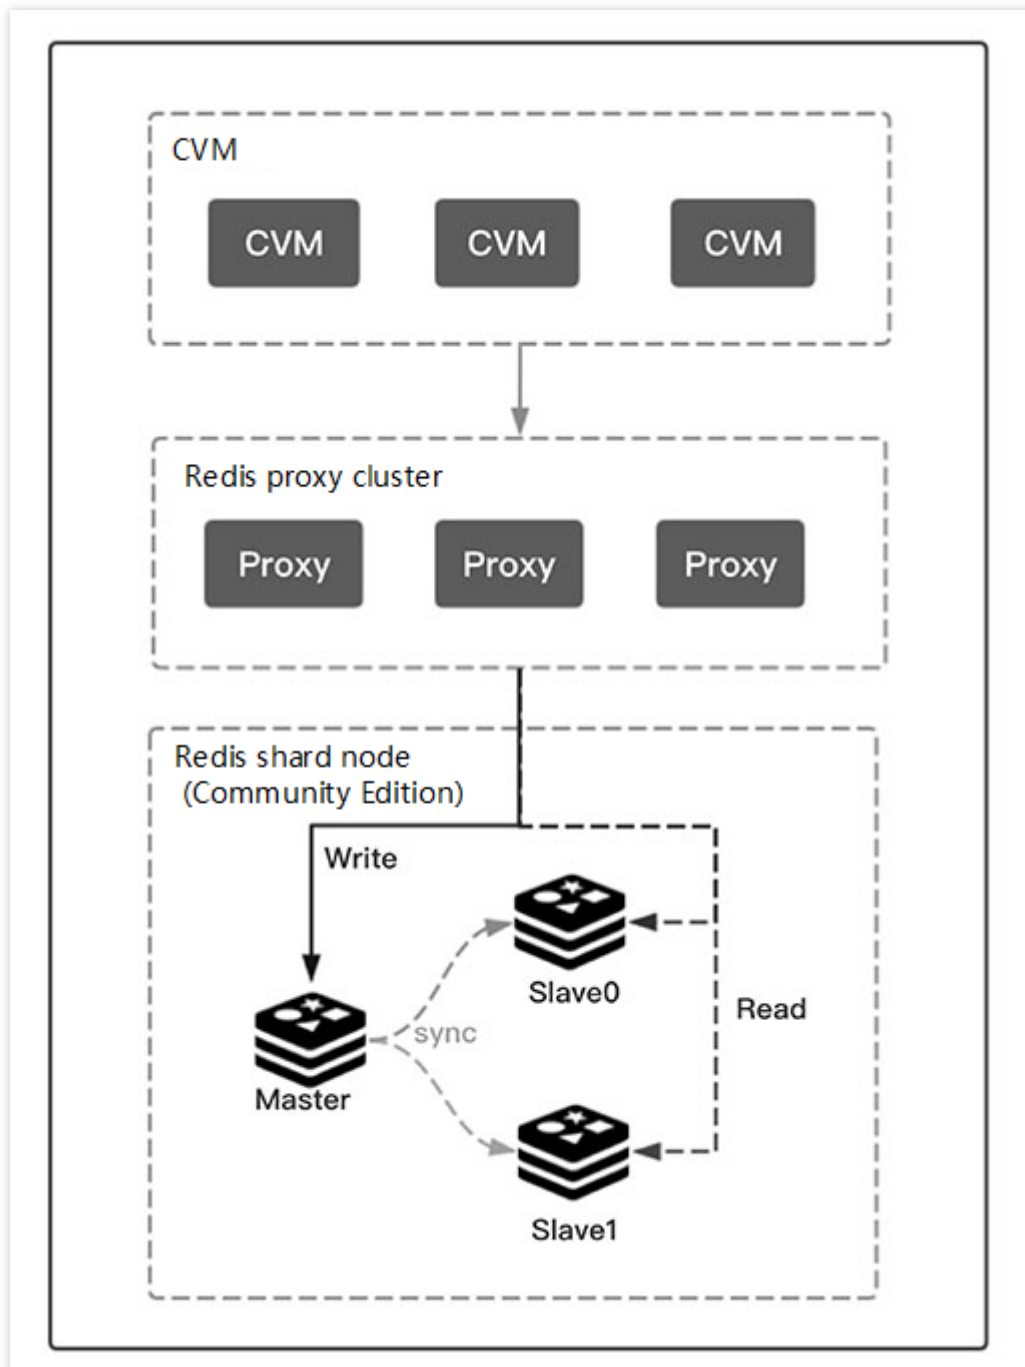 CVM
CVM CVM CVM
Redis proxy cluster
Proxy Proxy Proxy
Redis shard node
(Community Edition)
Write
Slave0
Read
sync
Master
Slave1